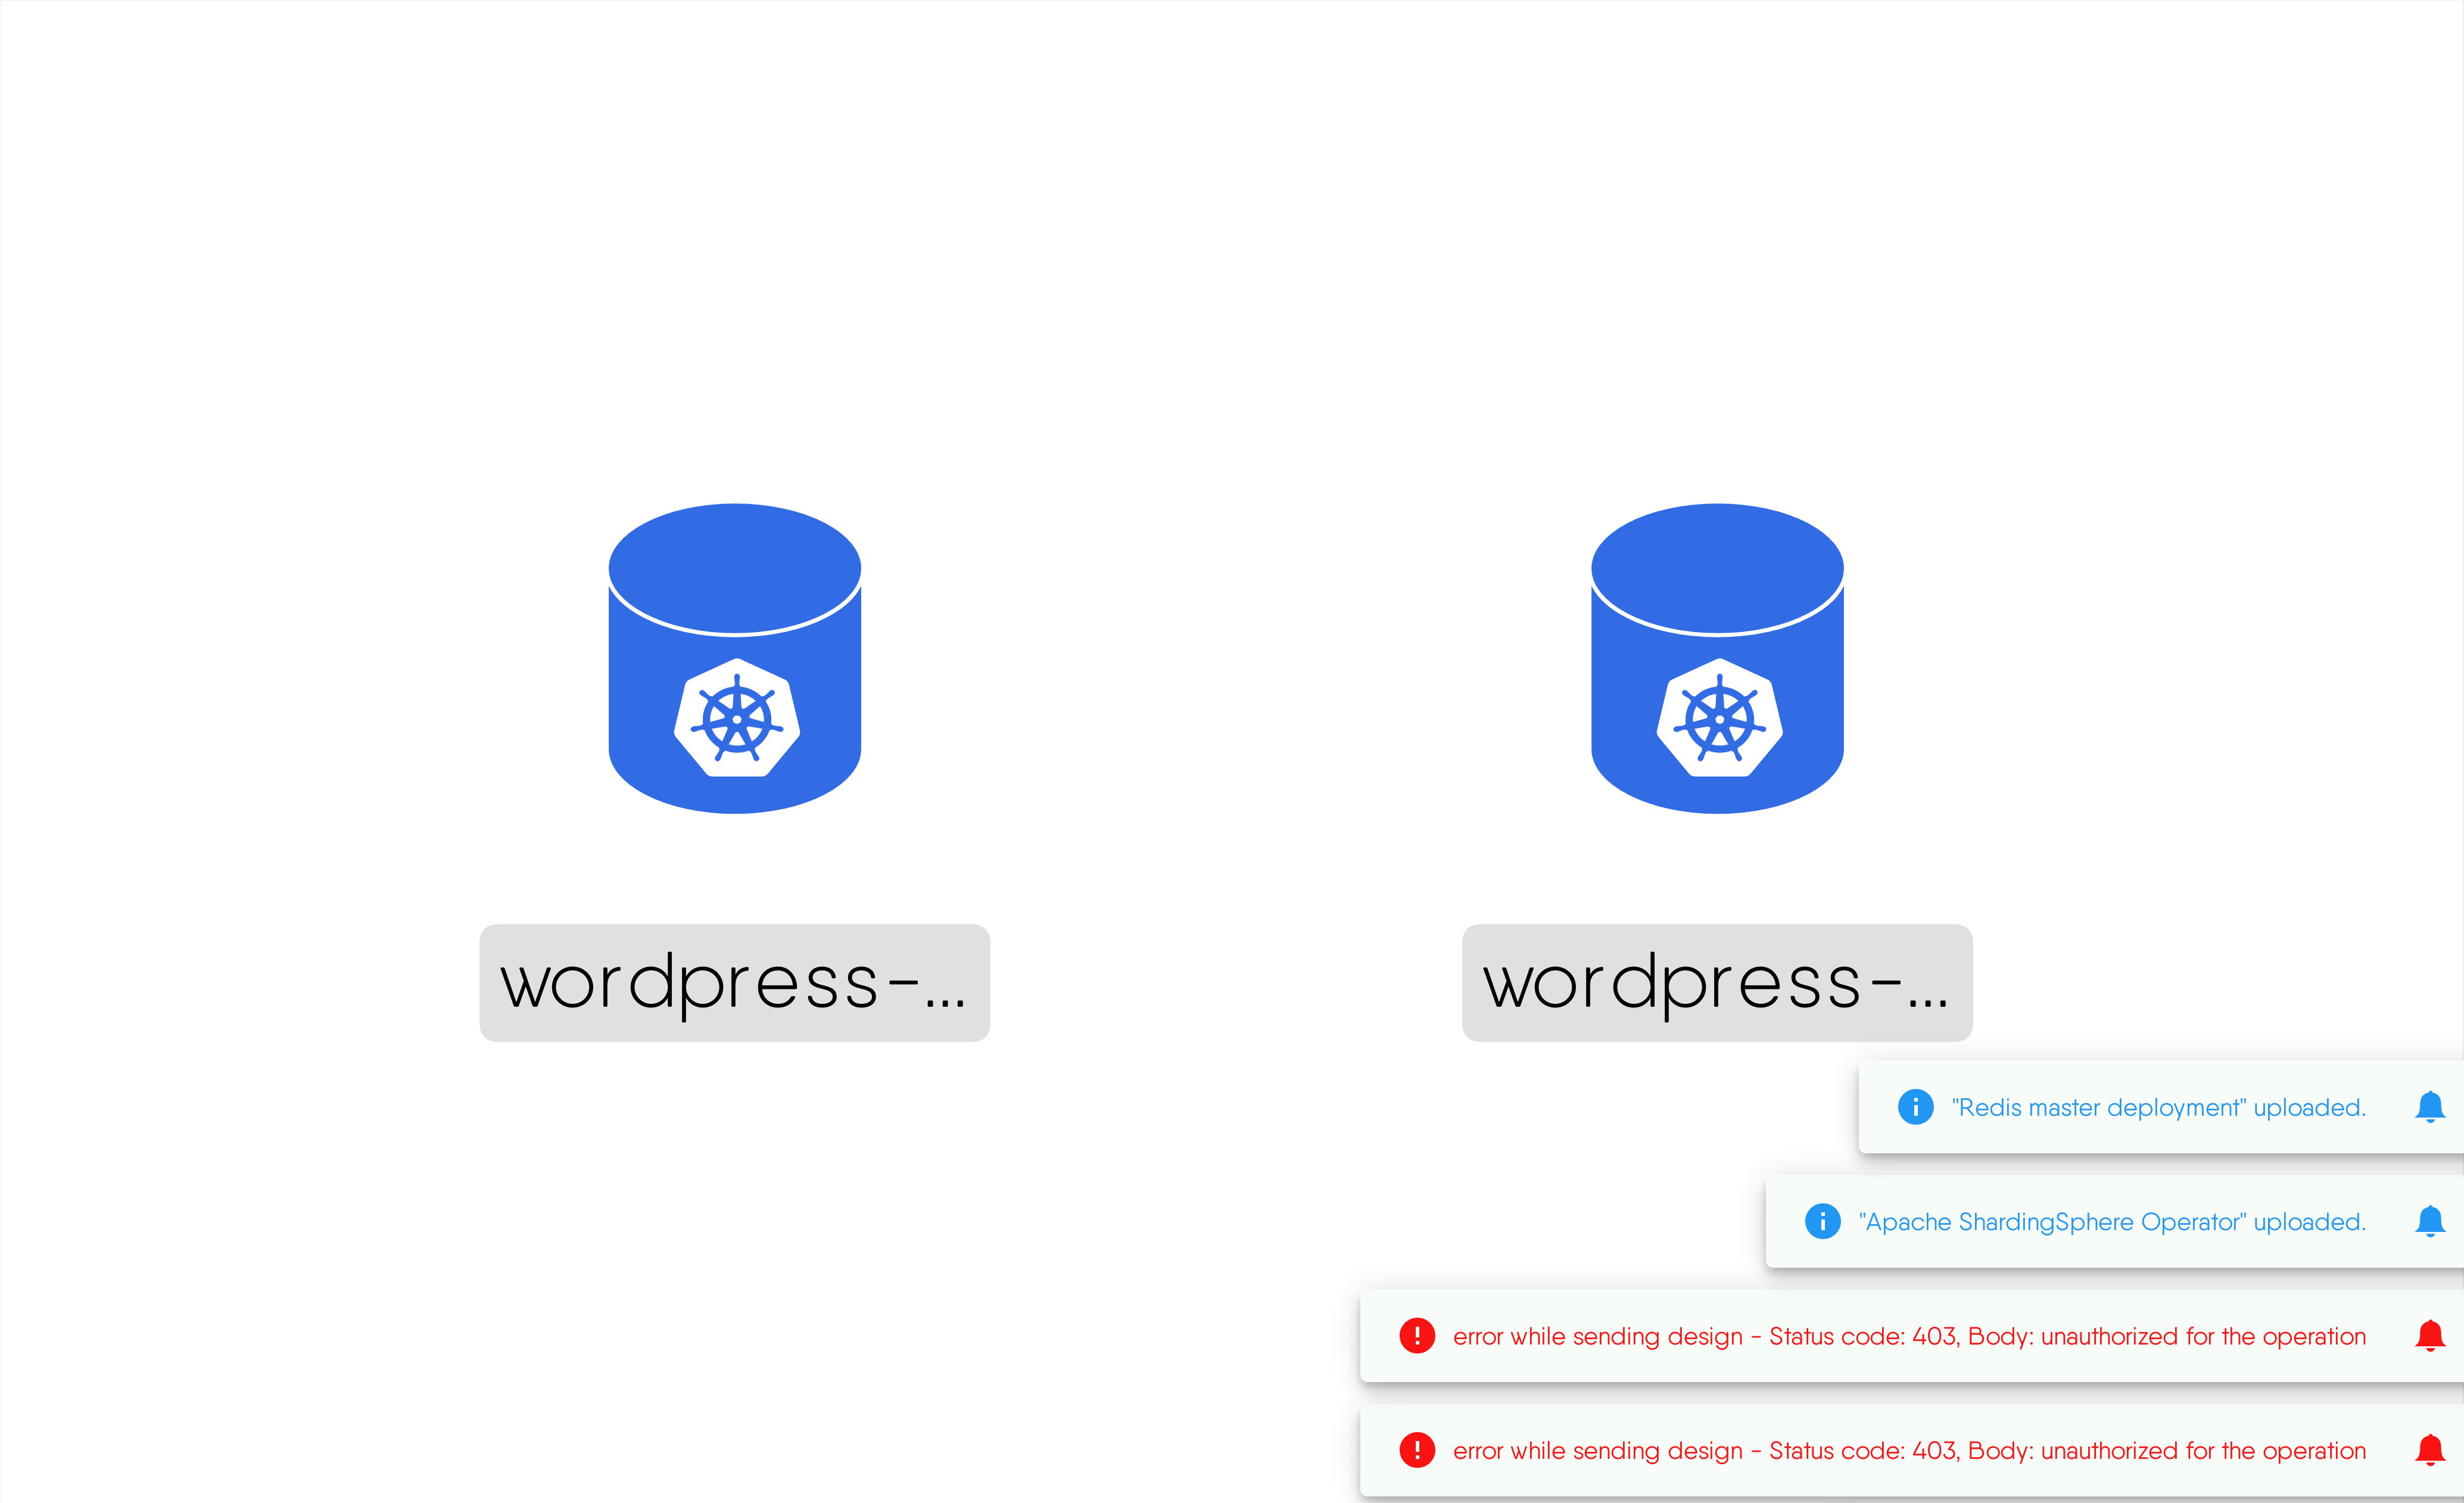 wordpress-...
wordpress-...
"Redis master deployment" uploaded.
"Apache ShardingSphere Operator" uploaded.
error while sending design - Status code: 403, Body: unauthorized for the operation
error while sending design - Status code: 403, Body: unauthorized for the operation